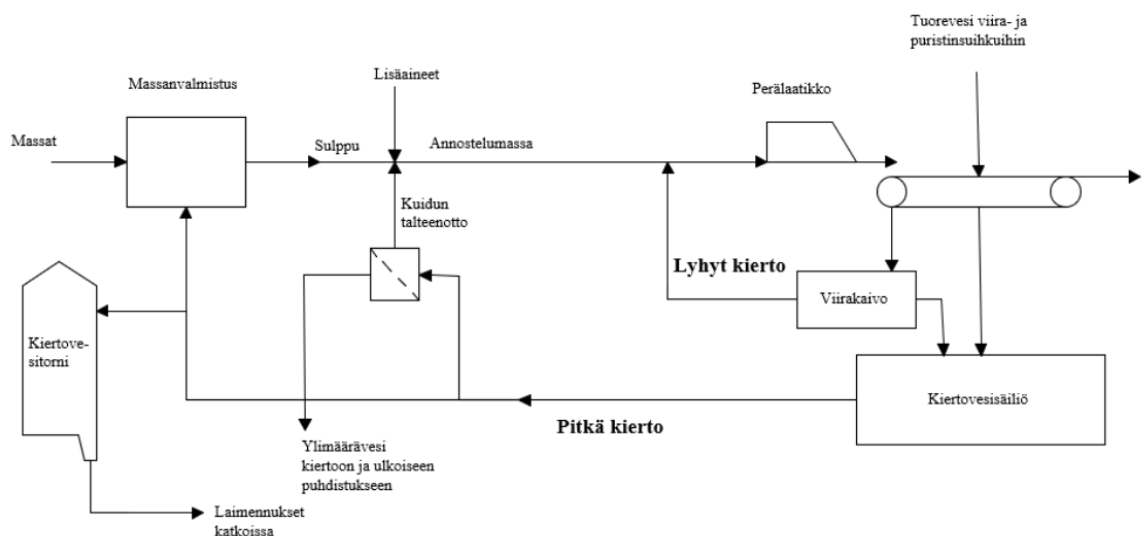 Tuorevesi viira- ja
puristinsuihkuihin
Lisäaineet
Massanvalmistus
Perälaatikko
Massat
Sulppu
Annostelumassa
Kuidun
talteenotto
Lyhyt kierto
Viirakaivo
Kiertove-
sitorni
Kiertovesisäiliö
Pitkä kierto
Ylimäärävesi
kiertoon ja ulkoiseen
puhdistukseen
Laimennukset
katkoissa